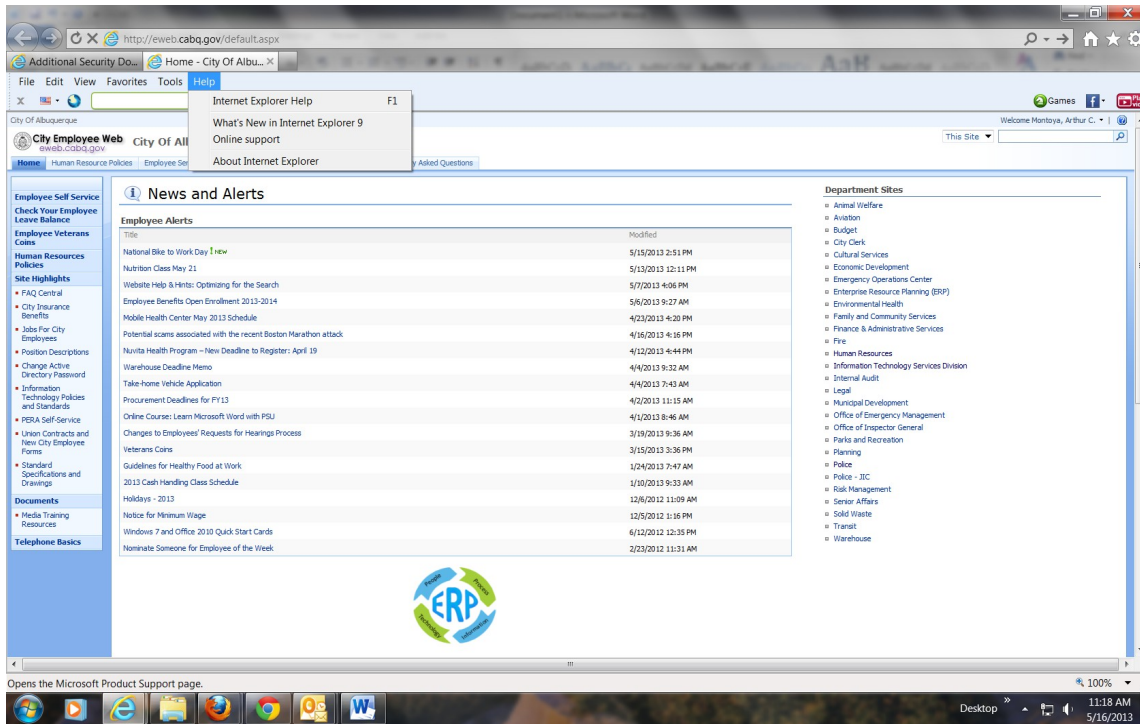 http://eweb.cabq.gov/default.aspx
Additional Security Do...
Home - City Of Albu...
File Edit View Favorites Tools Help
Internet Explorer Help F1
What's New in Internet Explorer 9
Online support
About Internet Explorer
Games
City Of Albuquerque
Welcome Montoya, Arthur C.
City Employee Web
eweb.cabq.gov
City Of Al
This Site
Home Human Resource Policies Employee Ser y Asked Questions
Employee Self Service
Check Your Employee
Leave Balance
Employee Veterans
Coins
Human Resources
Policies
Site Highlights
FAQ Central
City Insurance
Benefits
Jobs For City
Employees
Position Descriptions
Change Active
Directory Password
Information
Technology Policies
and Standards
PERA Self-Service
Union Contracts and
New City Employee
Forms
Standard
Specifications and
Drawings
Documents
Media Training
Resources
Telephone Basics
News and Alerts
Employee Alerts
Title Modified
National Bike to Work Day ! NEW 5/15/2013 2:51 PM
Nutrition Class May 21 5/13/2013 12:11 PM
Website Help & Hints: Optimizing for the Search 5/7/2013 4:06 PM
Employee Benefits Open Enrollment 2013-2014 5/6/2013 9:27 AM
Mobile Health Center May 2013 Schedule 4/23/2013 4:20 PM
Potential scams associated with the recent Boston Marathon attack 4/16/2013 4:16 PM
Nuvita Health Program – New Deadline to Register: April 19 4/12/2013 4:44 PM
Warehouse Deadline Memo 4/4/2013 9:32 AM
Take-home Vehicle Application 4/4/2013 7:43 AM
Procurement Deadlines for FY13 4/2/2013 11:15 AM
Online Course: Learn Microsoft Word with PSU 4/1/2013 8:46 AM
Changes to Employees' Requests for Hearings Process 3/19/2013 9:36 AM
Veterans Coins 3/15/2013 3:36 PM
Guidelines for Healthy Food at Work 1/24/2013 7:47 AM
2013 Cash Handling Class Schedule 1/10/2013 9:33 AM
Holidays - 2013 12/6/2012 11:09 AM
Notice for Minimum Wage 12/5/2012 1:16 PM
Windows 7 and Office 2010 Quick Start Cards 6/12/2012 12:35 PM
Nominate Someone for Employee of the Week 2/23/2012 11:31 AM
People
Process
ERP
Technology
Information
Department Sites
Animal Welfare
Aviation
Budget
City Clerk
Cultural Services
Economic Development
Emergency Operations Center
Enterprise Resource Planning (ERP)
Environmental Health
Family and Community Services
Finance & Administrative Services
Fire
Human Resources
Information Technology Services Division
Internal Audit
Legal
Municipal Development
Office of Emergency Management
Office of Inspector General
Parks and Recreation
Planning
Police
Police - JIC
Risk Management
Senior Affairs
Solid Waste
Transit
Warehouse
Opens the Microsoft Product Support page.
100%
Desktop
11:18 AM
5/16/2013